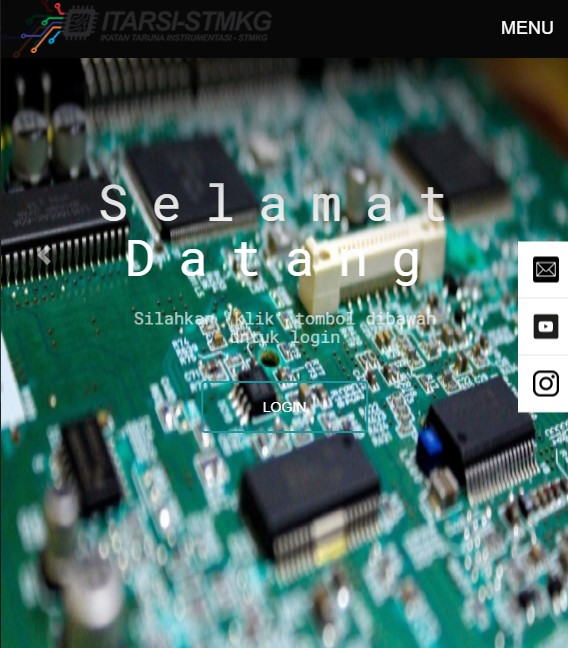 ITARSI-STMKG
IKATAN TARUNA INSTRUMENTASI - STMKG
MENU
Selamat
Datang
Silahkan "klik" tombol dibawah
untuk login
LOGIN